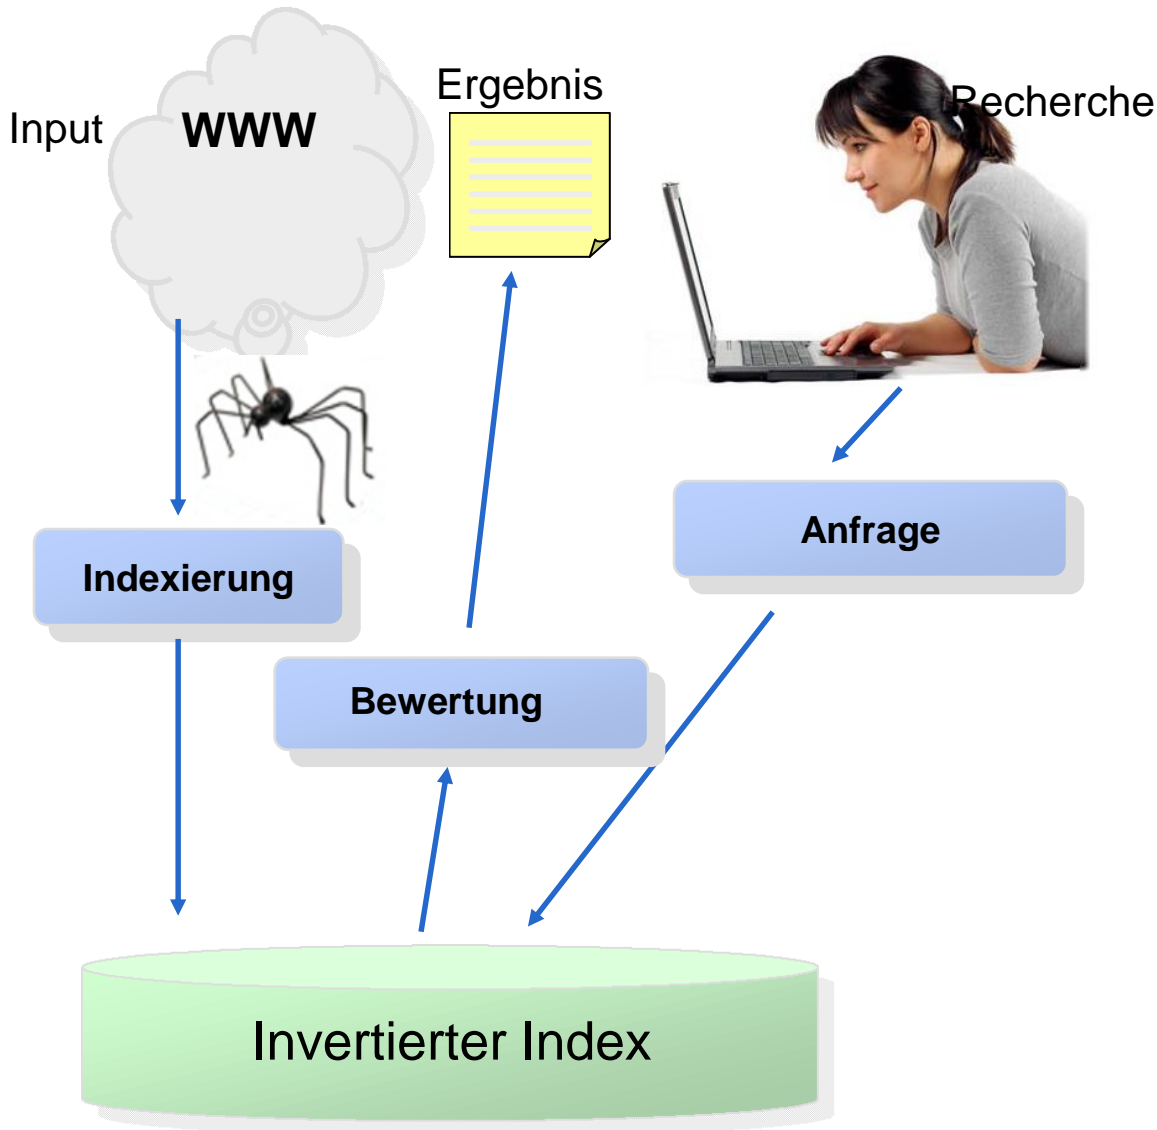 Ergebnis
Recherche
Input
WWW
Anfrage
Indexierung
Bewertung
Invertierter Index